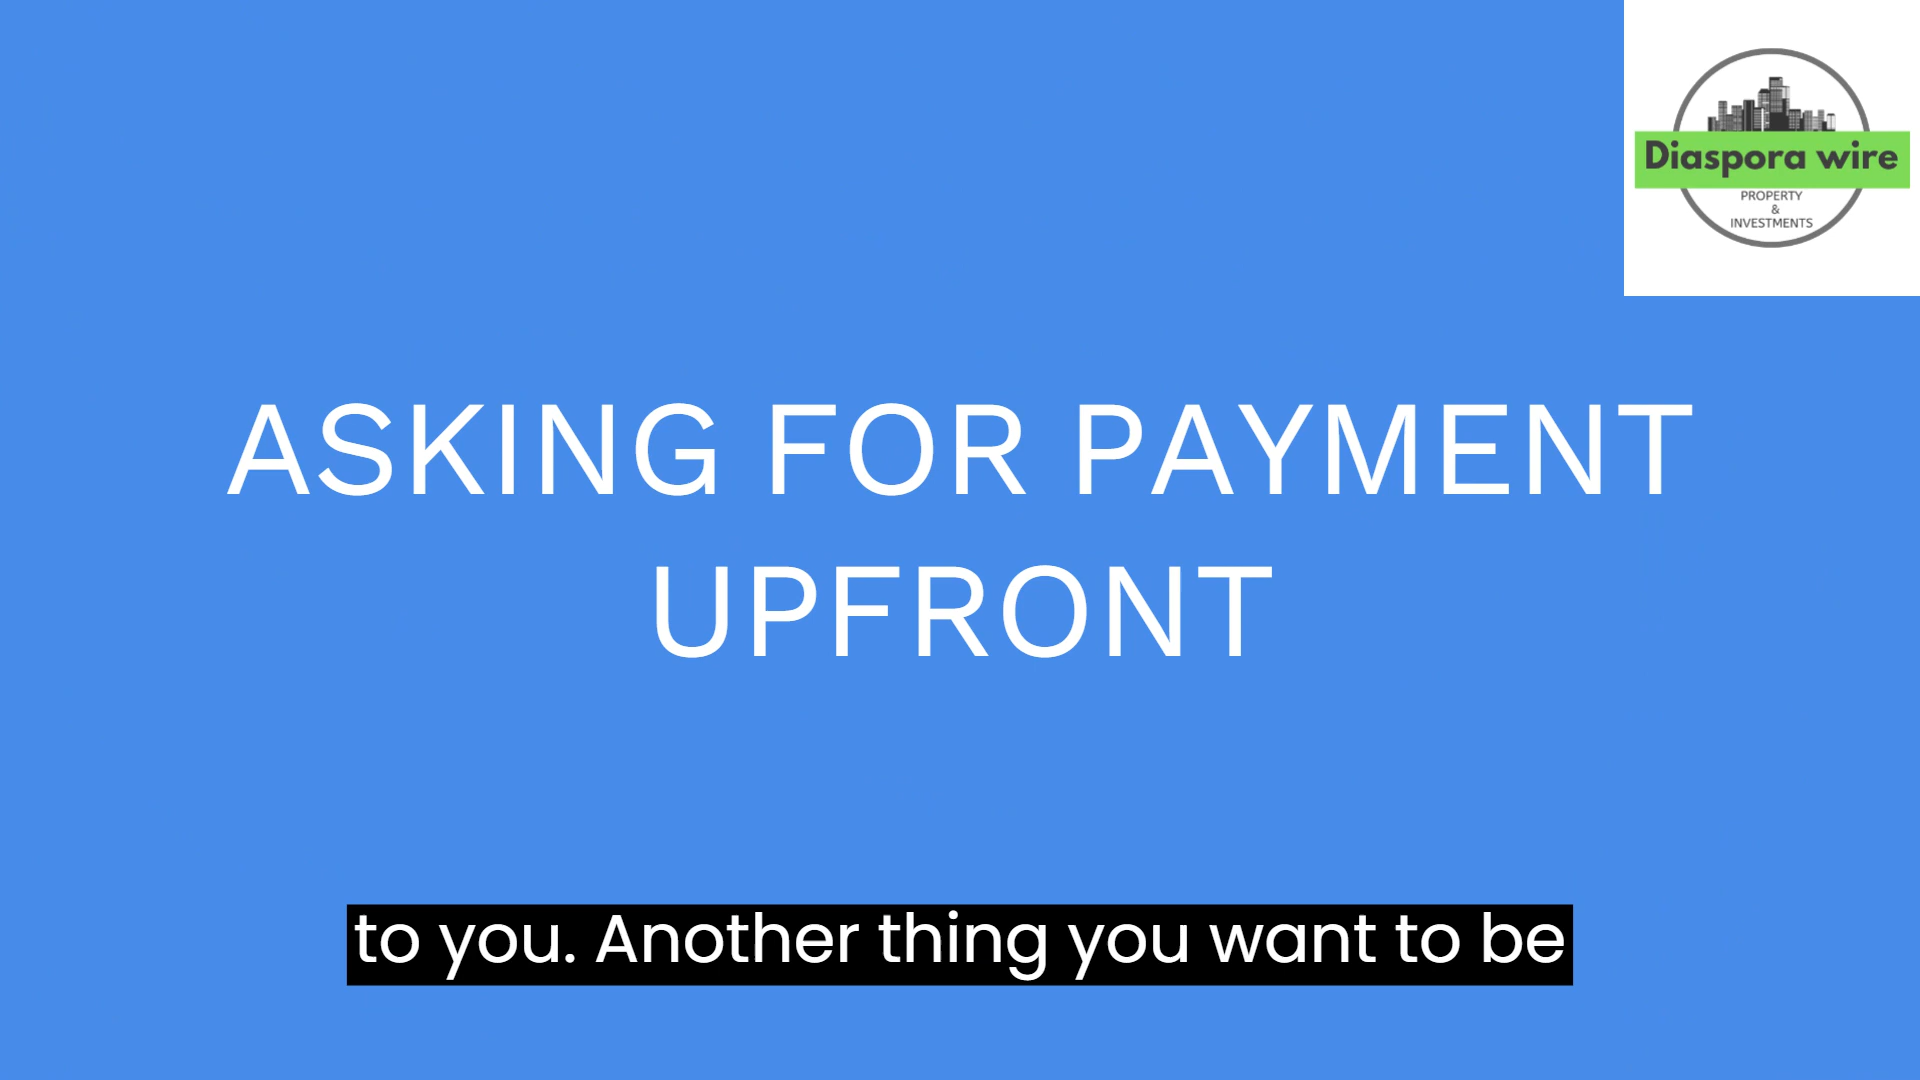 Diaspora wire
PROPERTY
&
INVESTMENTS
ASKING FOR PAYMENT
UPFRONT
to you. Another thing you want to be